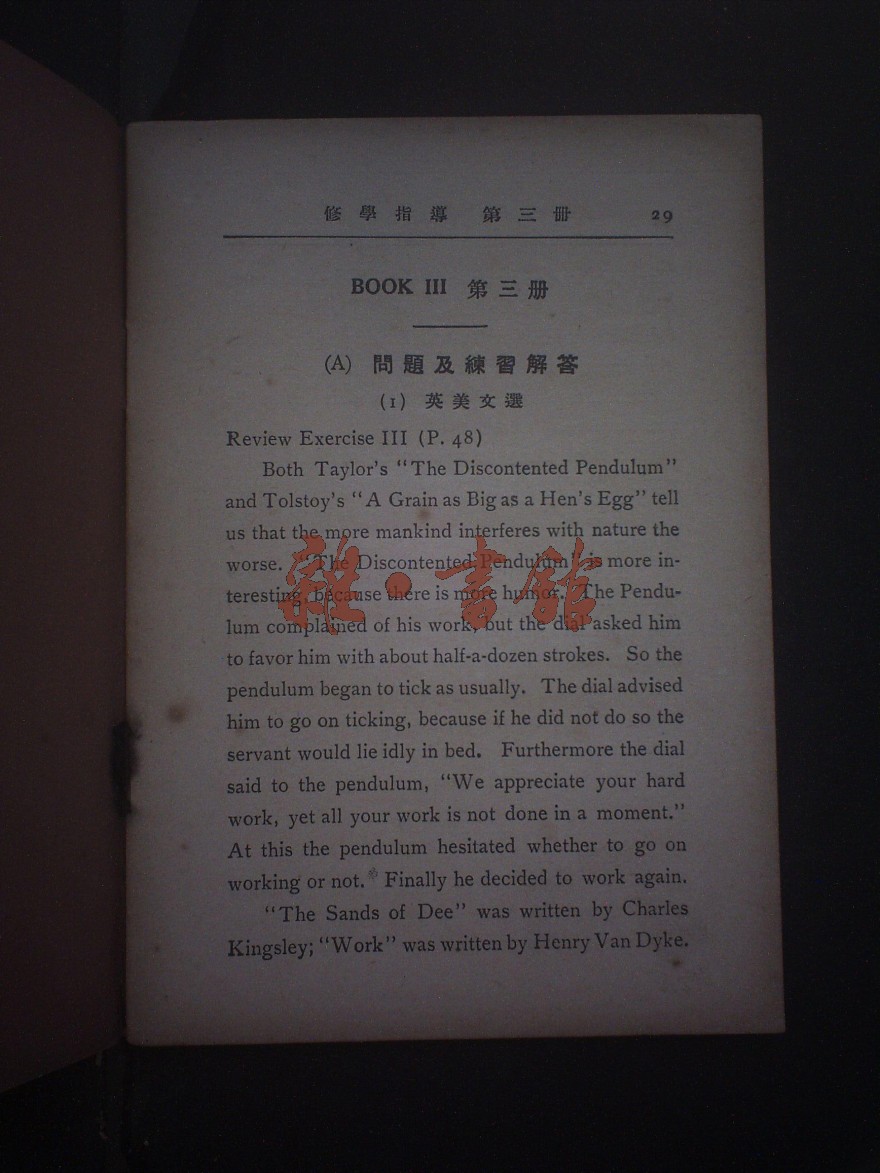 修學指導 第三冊 29
BOOK III 第三册
(A) 問題及練習解答
(1) 英美文選
Review Exercise III (P. 48)
Both Taylor's “The Discontented Pendulum”
and Tolstoy's “A Grain as Big as a Hen's Egg” tell
us that the more mankind interferes with nature the
worse. “The Discontented Pendulum” is more in-
teresting, because there is more humor. The Pendu-
lum complained of his work, but the dial asked him
to favor him with about half-a-dozen strokes. So the
pendulum began to tick as usually. The dial advised
him to go on ticking, because if he did not do so the
servant would lie idly in bed. Furthermore the dial
said to the pendulum, “We appreciate your hard
work, yet all your work is not done in a moment.”
At this the pendulum hesitated whether to go on
working or not. Finally he decided to work again.
“The Sands of Dee” was written by Charles
Kingsley; “Work” was written by Henry Van Dyke.
雜·書館